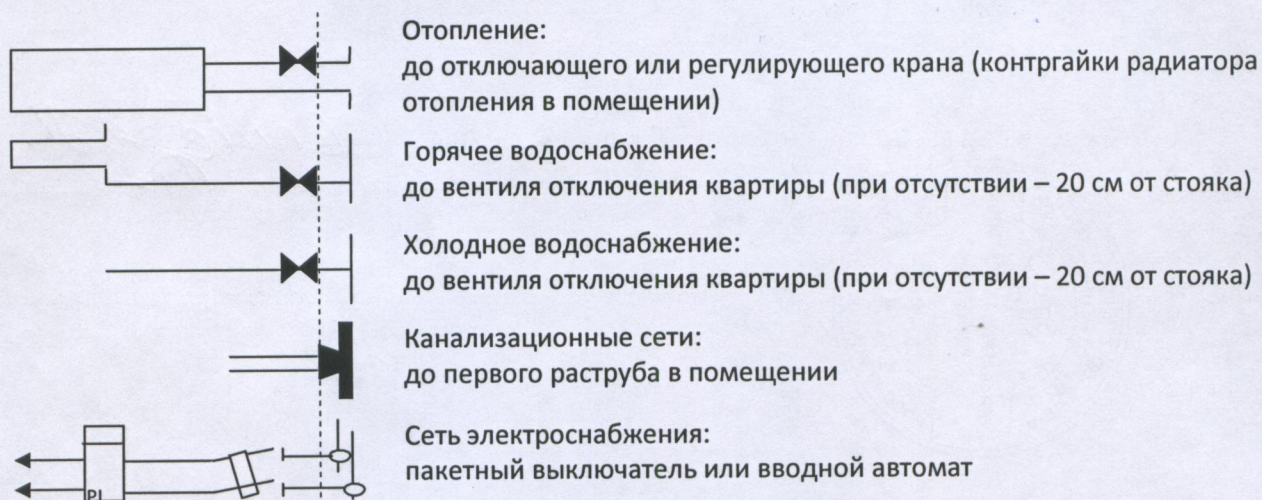 Отопление:
до отключающего или регулирующего крана (контргайки радиатора
отопления в помещении)
Горячее водоснабжение:
до вентиля отключения квартиры (при отсутствии – 20 см от стояка)
Холодное водоснабжение:
до вентиля отключения квартиры (при отсутствии – 20 см от стояка)
Канализационные сети:
до первого раструба в помещении
Сеть электроснабжения:
пакетный выключатель или вводной автомат